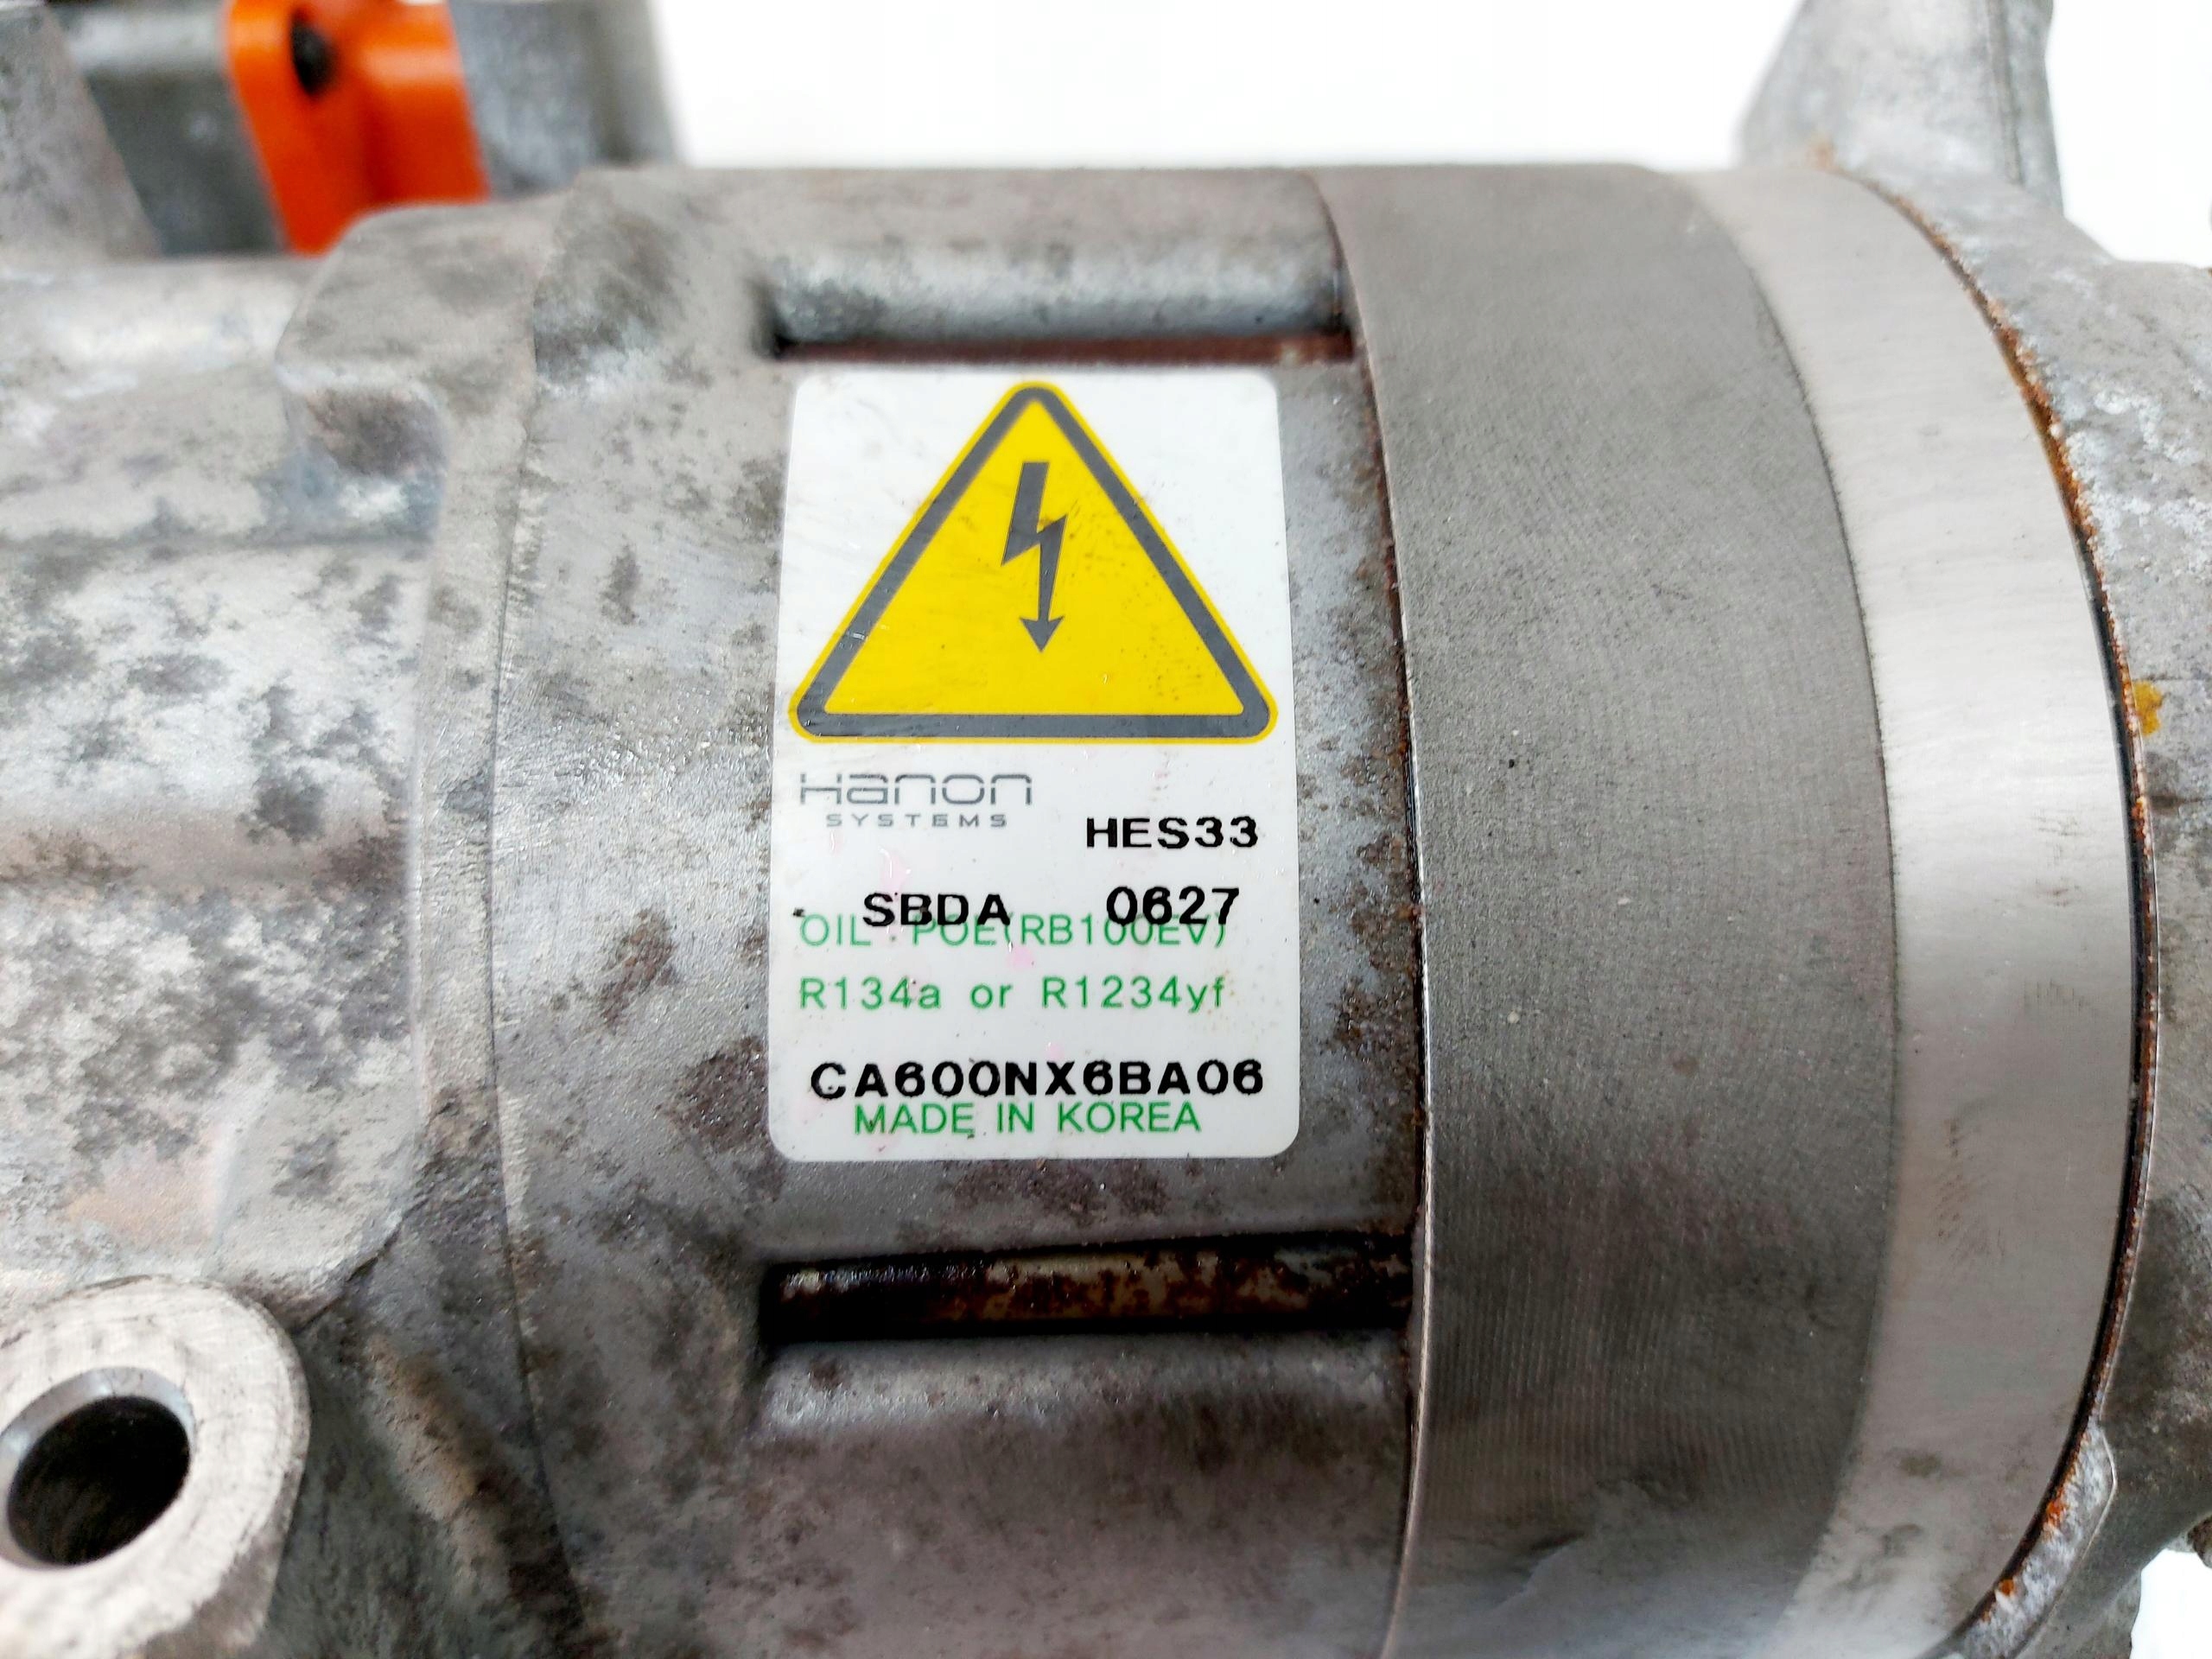 Hanon
SYSTEMS
HES33
SBDA 0627
OIL : POE(RB100EV)
R134a or R1234yf
CA600NX6BA06
MADE IN KOREA